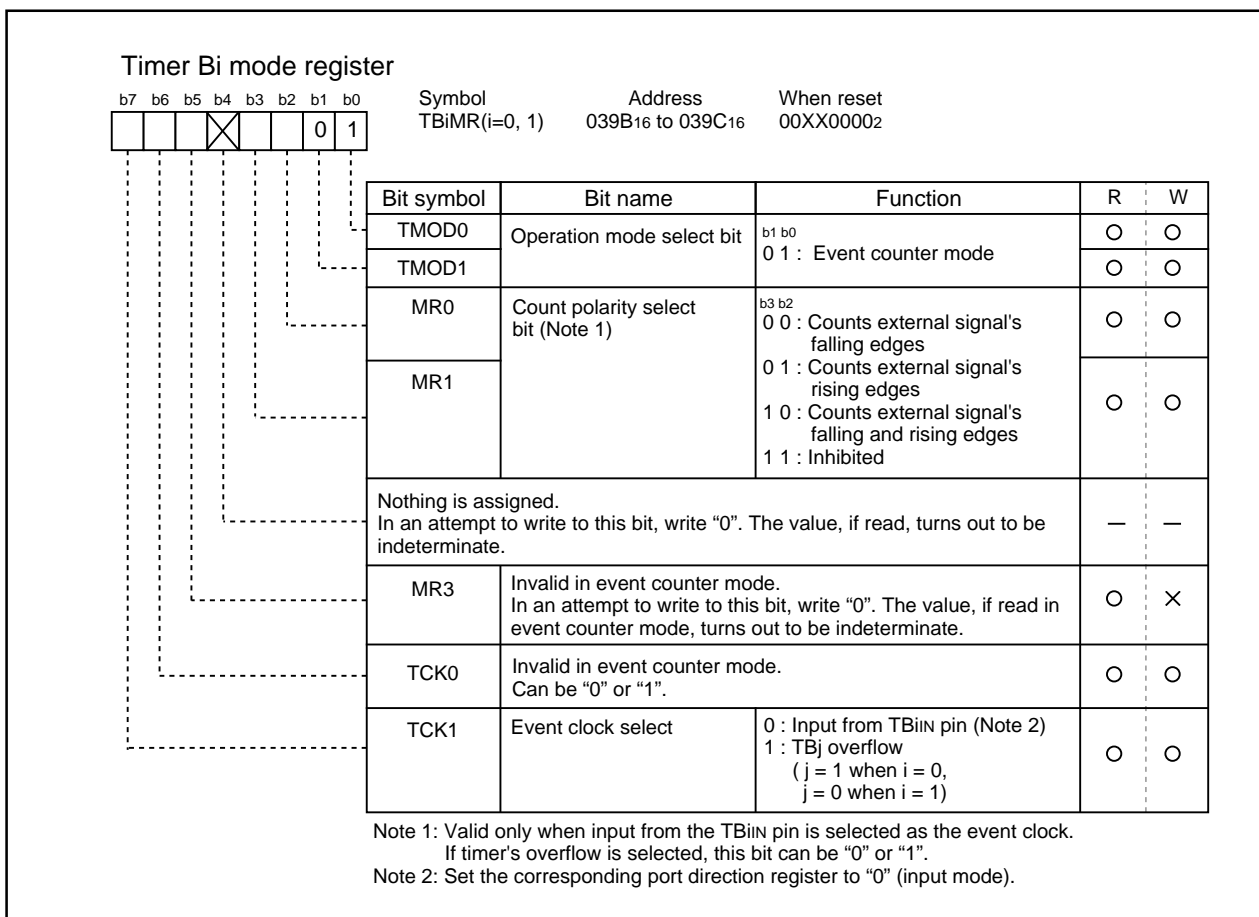 Timer Bi mode register
b7 b6 b5 b4 b3 b2 b1 b0
0 1
Symbol Address When reset
TBiMR(i=0, 1) 039B16 to 039C16 00XX00002
Bit symbol Bit name Function R W
TMOD0 Operation mode select bit b1 b0
0 1 : Event counter mode
TMOD1
MR0 Count polarity select
bit (Note 1)
b3 b2
0 0 : Counts external signal's
falling edges
0 1 : Counts external signal's
rising edges
MR1
1 0 : Counts external signal's
falling and rising edges
1 1 : Inhibited
Nothing is assigned.
In an attempt to write to this bit, write “0”. The value, if read, turns out to be
indeterminate.
MR3 Invalid in event counter mode.
In an attempt to write to this bit, write “0”. The value, if read in
event counter mode, turns out to be indeterminate.
TCK0 Invalid in event counter mode.
Can be “0” or “1”.
TCK1 Event clock select 0 : Input from TBiIN pin (Note 2)
1 : TBj overflow
( j = 1 when i = 0,
j = 0 when i = 1)
Note 1: Valid only when input from the TBiIN pin is selected as the event clock.
If timer's overflow is selected, this bit can be “0” or “1”.
Note 2: Set the corresponding port direction register to “0” (input mode).